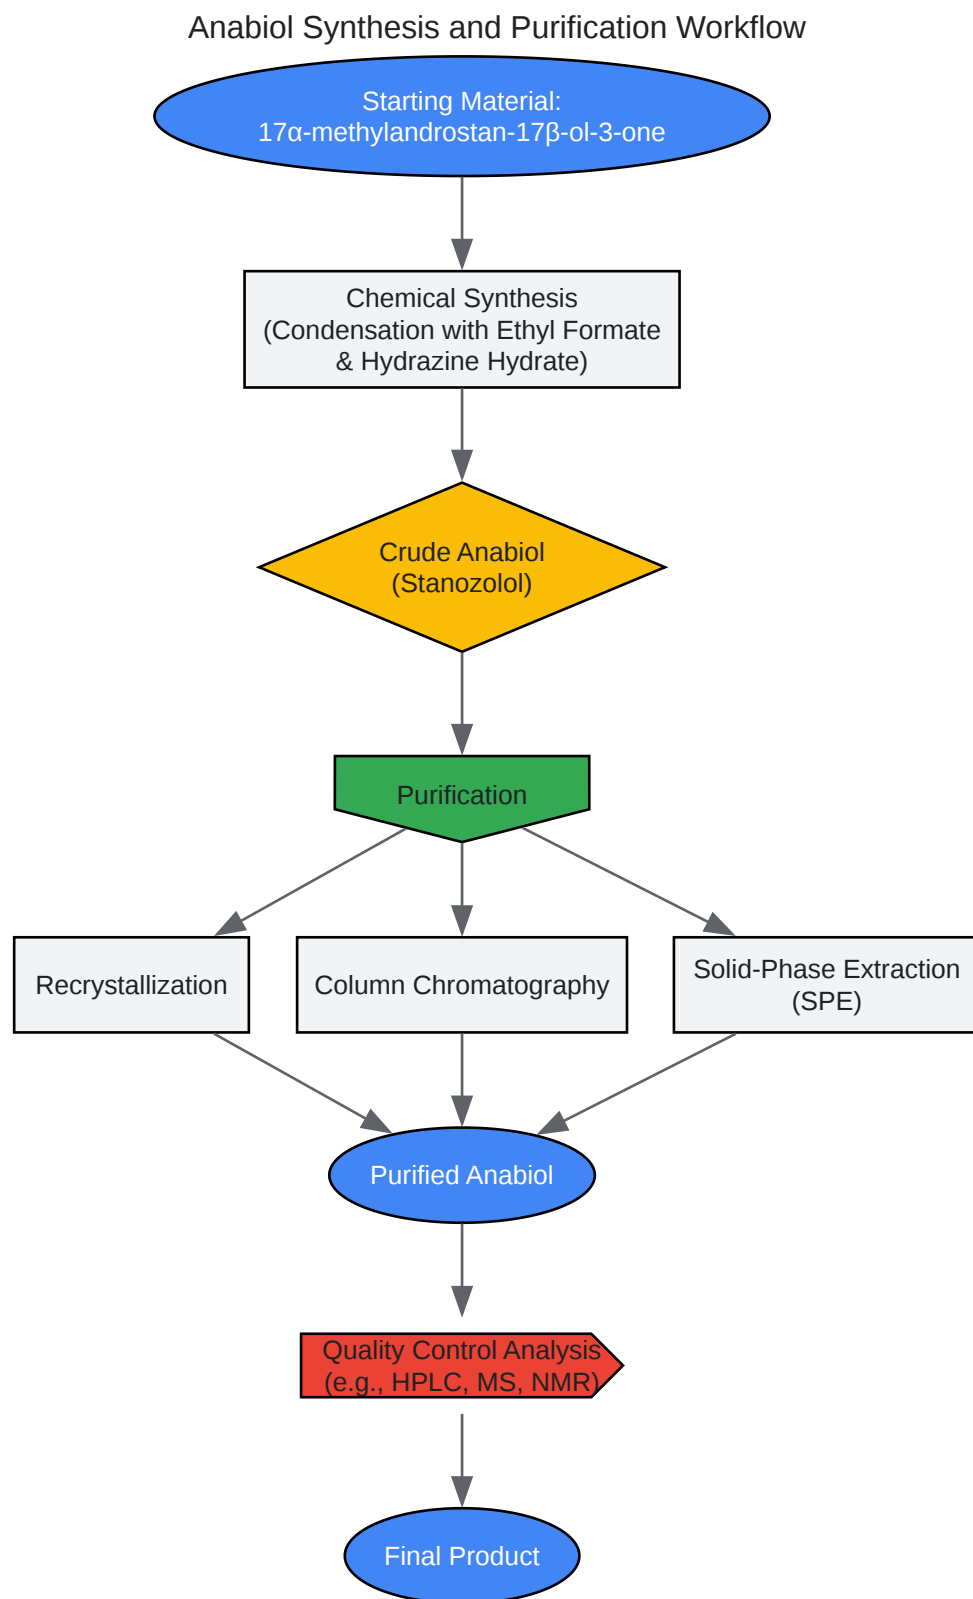 Anabiol Synthesis and Purification Workflow
Starting Material:
17α-methylandrostan-17β-ol-3-one
Chemical Synthesis
(Condensation with Ethyl Formate
& Hydrazine Hydrate)
Crude Anabiol
(Stanozolol)
Purification
Recrystallization
Column Chromatography
Solid-Phase Extraction
(SPE)
Purified Anabiol
Quality Control Analysis
(e.g., HPLC, MS, NMR)
Final Product